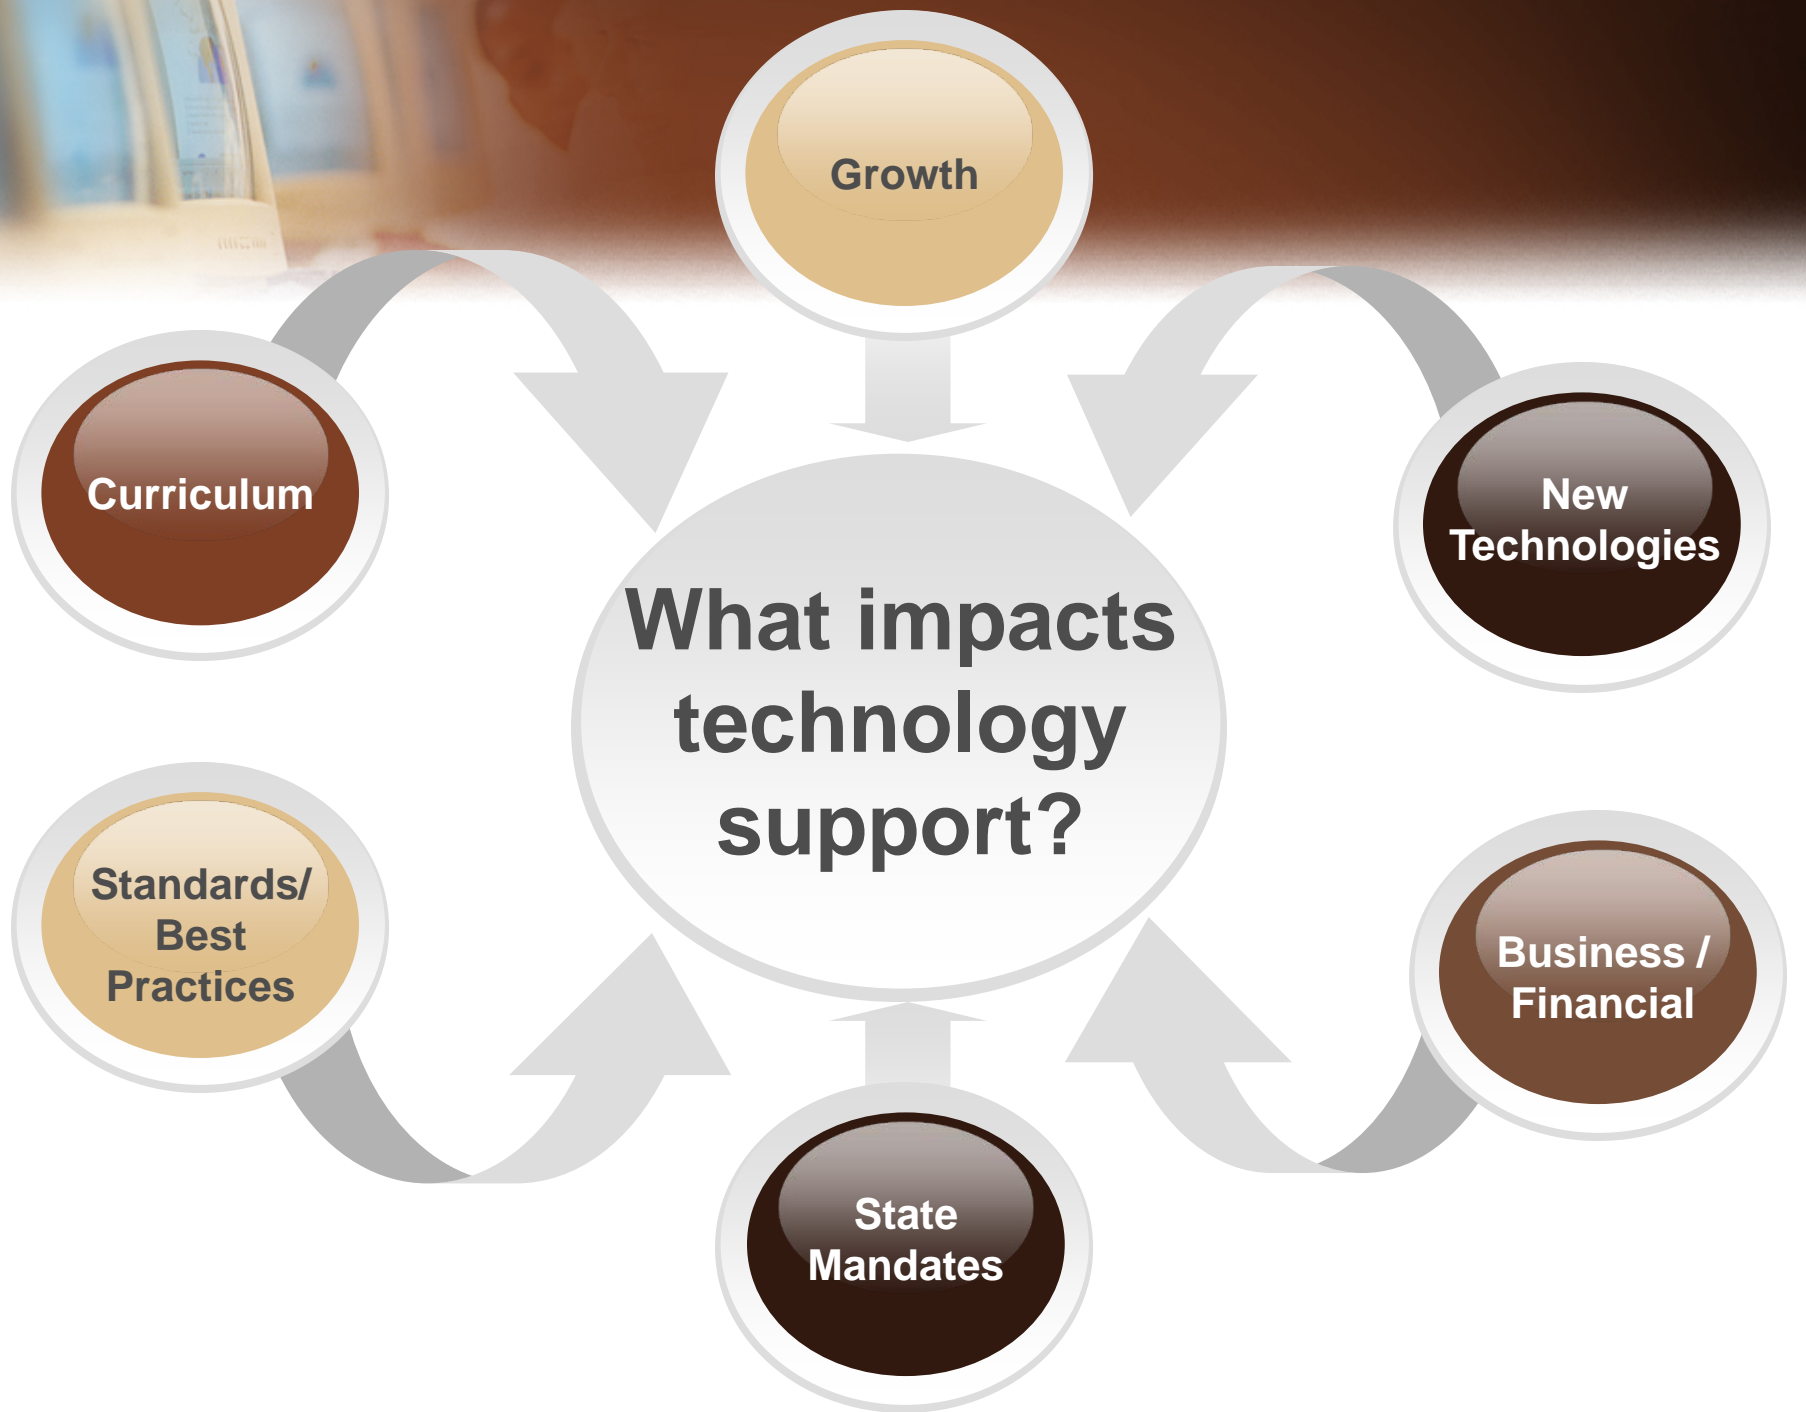 Growth
Curriculum
New
Technologies
What impacts
technology
support?
Standards/
Best
Practices
Business /
Financial
State
Mandates